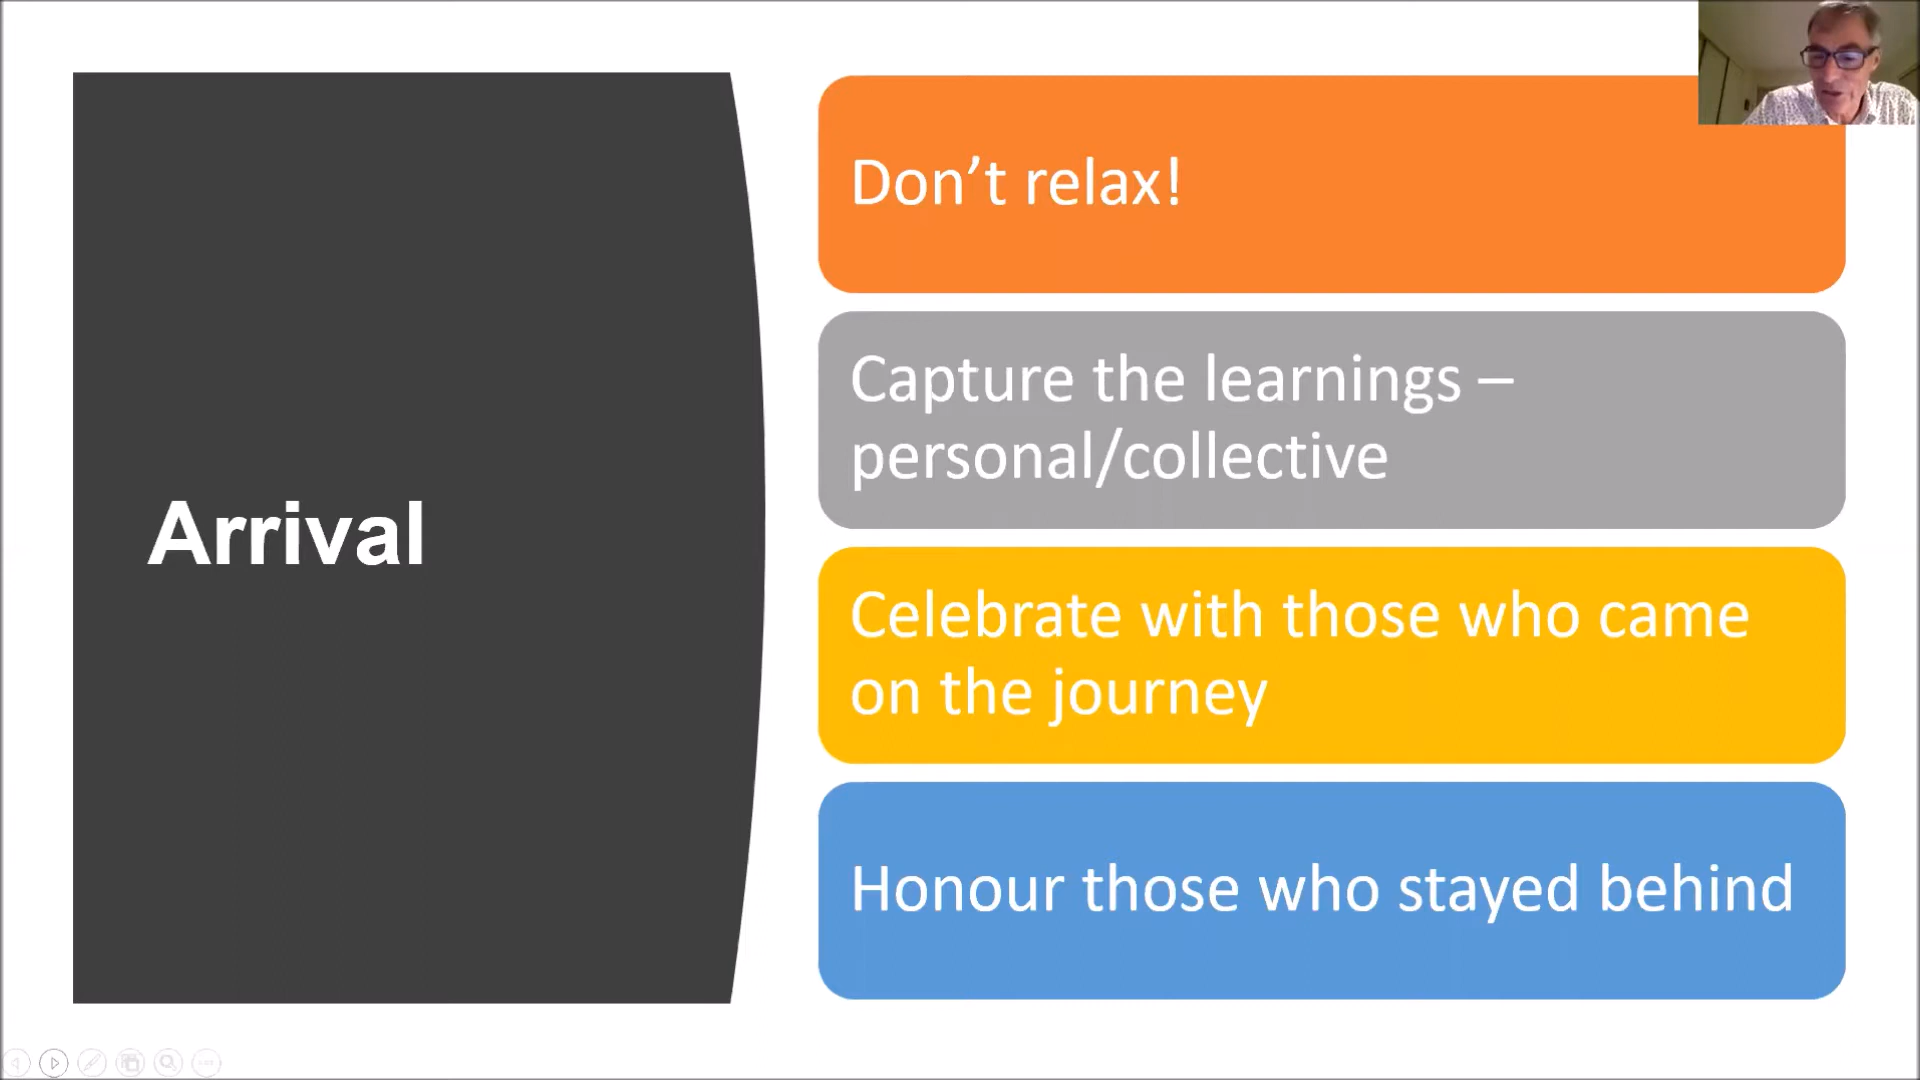 Arrival
Don’t relax!
Capture the learnings –
personal/collective
Celebrate with those who came
on the journey
Honour those who stayed behind